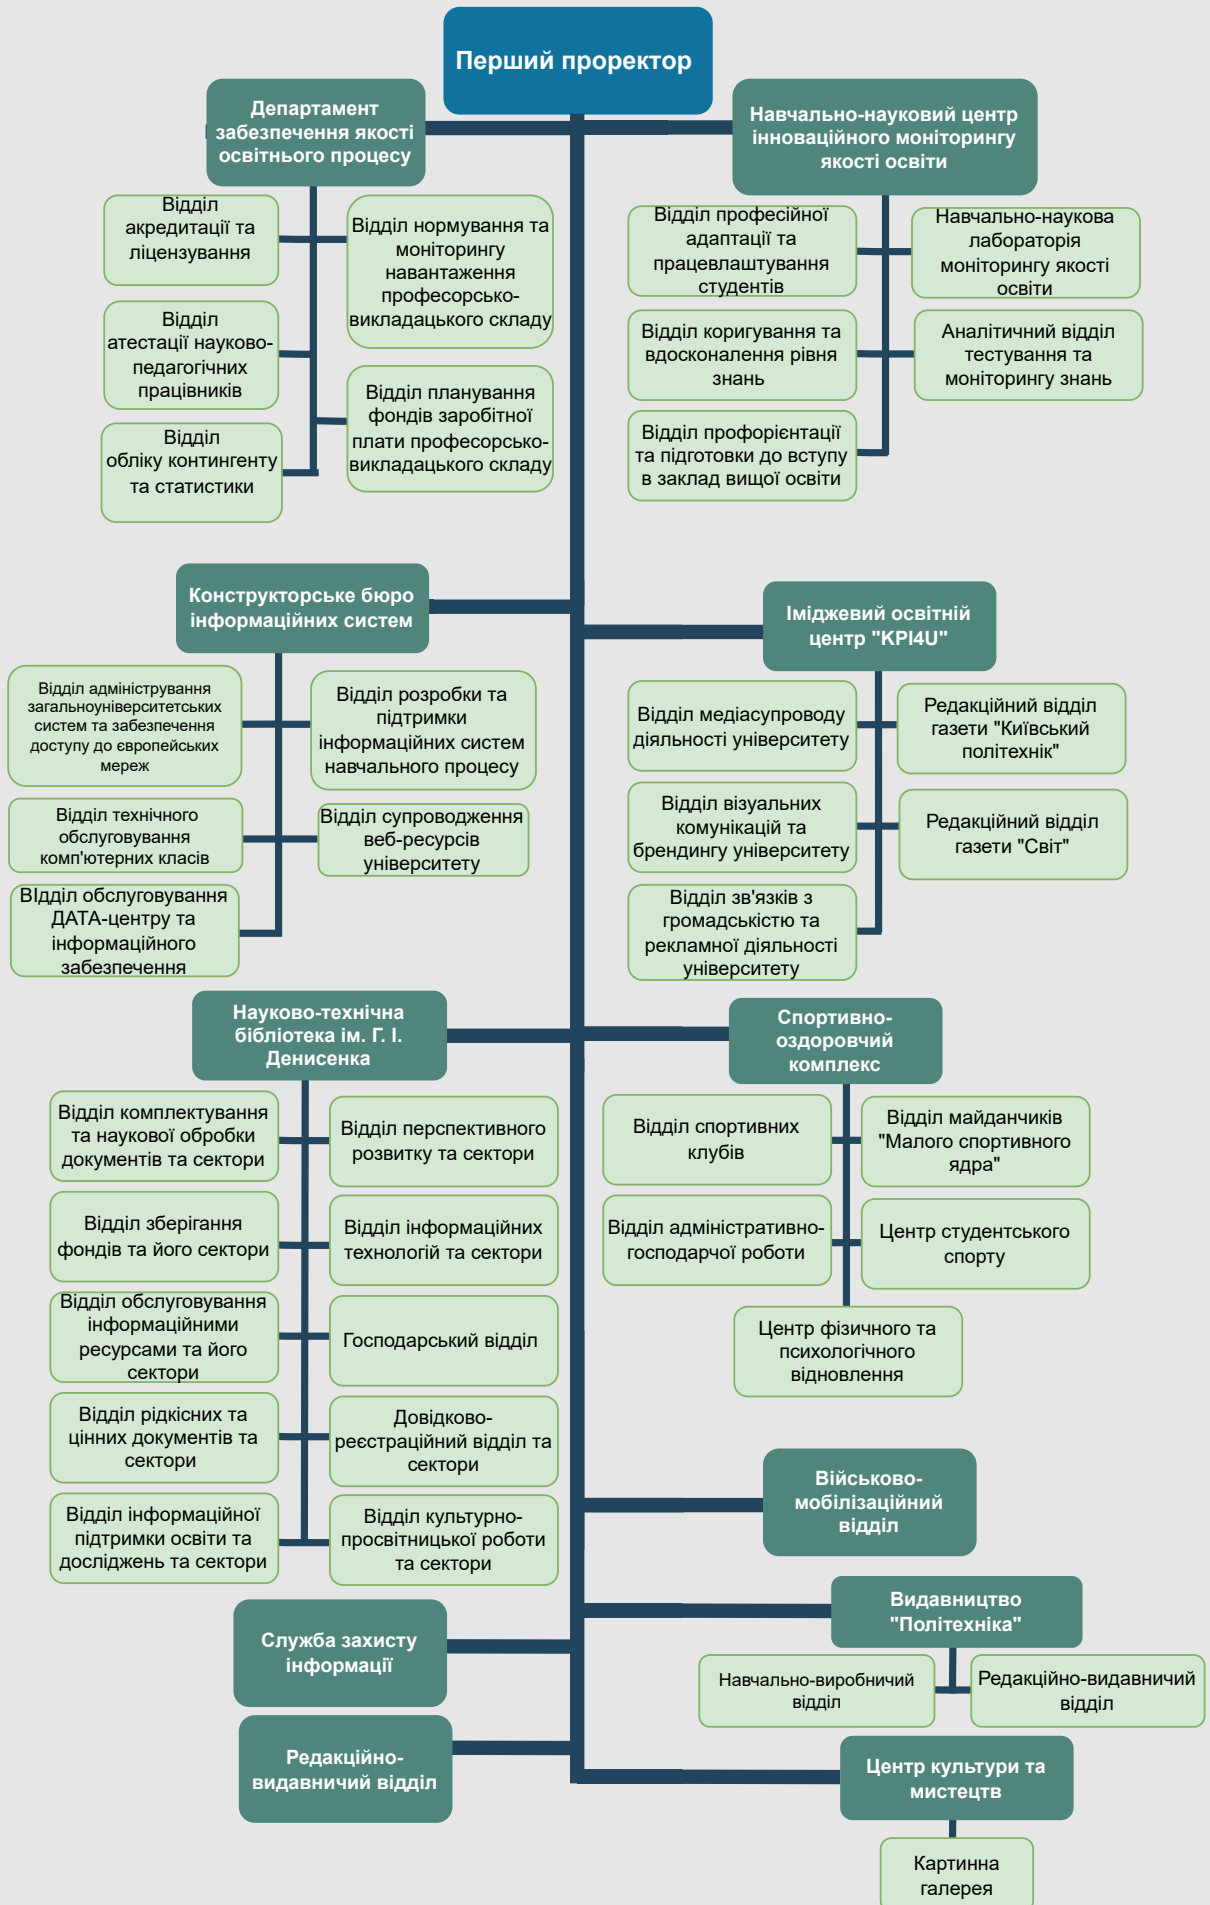 Перший проректор
Департамент
забезпечення якості
освітнього процесу
Відділ
акредитації та
ліцензування
Відділ нормування та
моніторингу
навантаження
професорсько-
викладацького складу
Відділ
атестації науково-
педагогічних
працівників
Відділ планування
фондів заробітної
плати професорсько-
викладацького складу
Відділ
обліку контингенту
та статистики
Навчально-науковий центр
інноваційного моніторингу
якості освіти
Відділ професійної
адаптації та
працевлаштування
студентів
Навчально-наукова
лабораторія
моніторингу якості
освіти
Відділ коригування та
вдосконалення рівня
знань
Аналітичний відділ
тестування та
моніторингу знань
Відділ профорієнтації
та підготовки до вступу
в заклад вищої освіти
Конструкторське бюро
інформаційних систем
Відділ адміністрування
загальноуніверситетських
систем та забезпечення
доступу до європейських
мереж
Відділ розробки та
підтримки
інформаційних систем
навчального процесу
Відділ технічного
обслуговування
комп'ютерних класів
Відділ супроводження
веб-ресурсів
університету
ВІдділ обслуговування
ДАТА-центру та
інформаційного
забезпечення
Іміджевий освітній
центр "KPI4U"
Відділ медіасупроводу
діяльності університету
Редакційний відділ
газети "Київський
політехнік"
Відділ візуальних
комунікацій та
брендингу університету
Редакційний відділ
газети "Світ"
Відділ зв'язків з
громадськістю та
рекламної діяльності
університету
Науково-технічна
бібліотека ім. Г. І.
Денисенка
Відділ комплектування
та наукової обробки
документів та сектори
Відділ перспективного
розвитку та сектори
Відділ зберігання
фондів та його сектори
Відділ інформаційних
технологій та сектори
Відділ обслуговування
інформаційними
ресурсами та його
сектори
Господарський відділ
Відділ рідкісних та
цінних документів та
сектори
Довідково-
реєстраційний відділ та
сектори
Відділ інформаційної
підтримки освіти та
досліджень та сектори
Відділ культурно-
просвітницької роботи
та сектори
Спортивно-
оздоровчий
комплекс
Відділ спортивних
клубів
Відділ майданчиків
"Малого спортивного
ядра"
Відділ адміністративно-
господарчої роботи
Центр студентського
спорту
Центр фізичного та
психологічного
відновлення
Військово-
мобілізаційний
відділ
Видавництво
"Політехніка"
Навчально-виробничий
відділ
Редакційно-видавничий
відділ
Служба захисту
інформації
Редакційно-
видавничий відділ
Центр культури та
мистецтв
Картинна
галерея